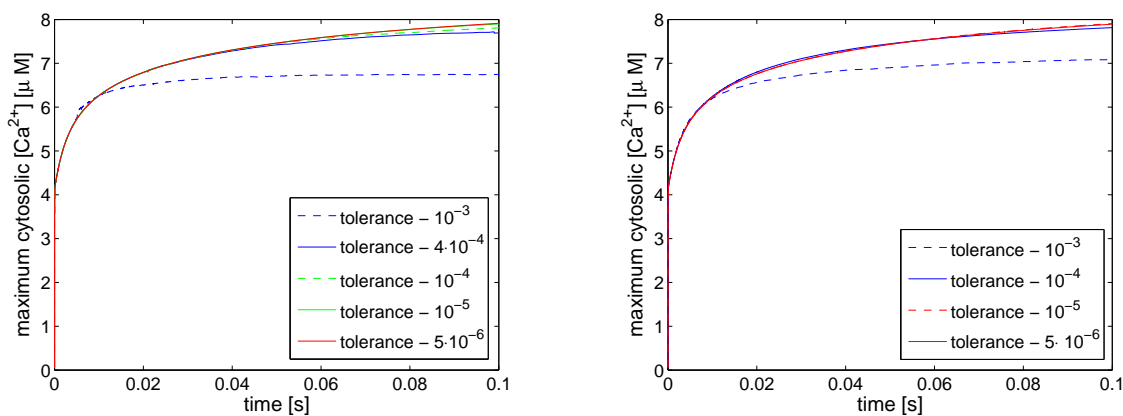 maximum cytosolic [Ca²⁺] [μ M]
8
7
6
5
4
3
2
1
0
tolerance − 10⁻³
tolerance − 4·10⁻⁴
tolerance − 10⁻⁴
tolerance − 10⁻⁵
tolerance − 5·10⁻⁶
0 0.02 0.04 0.06 0.08 0.1
time [s]
maximum cytosolic [Ca²⁺] [μ M]
8
7
6
5
4
3
2
1
0
tolerance − 10⁻³
tolerance − 10⁻⁴
tolerance − 10⁻⁵
tolerance − 5· 10⁻⁶
0 0.02 0.04 0.06 0.08 0.1
time [s]